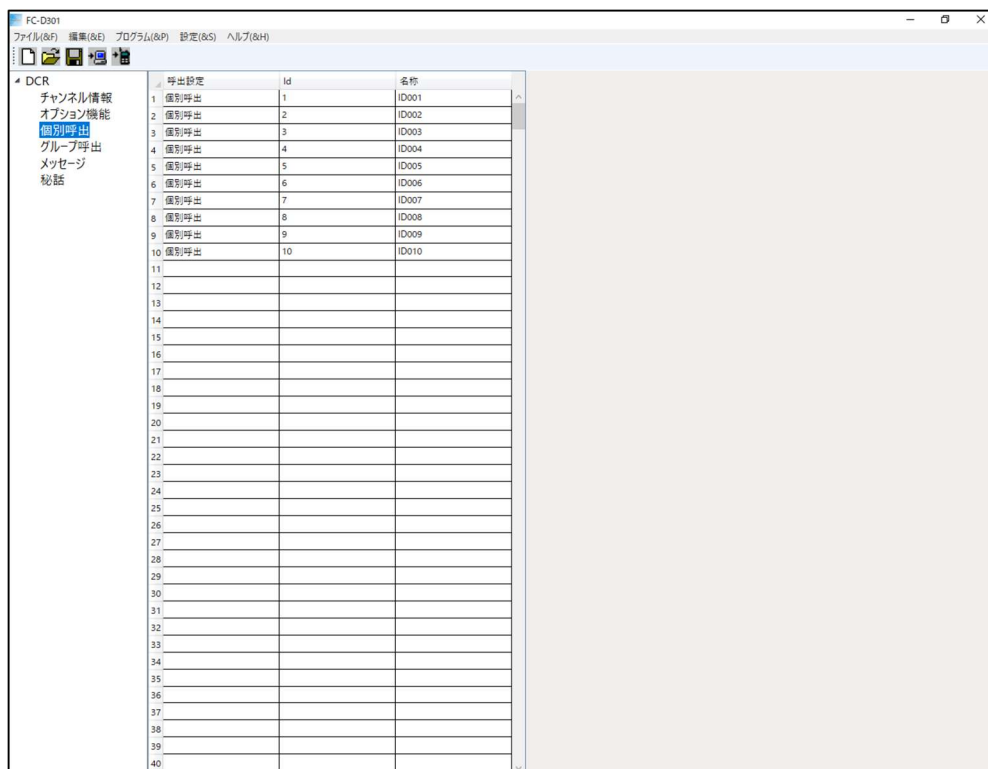 FC-D301
ファイル(&F) 編集(&E) プログラム(&P) 設定(&S) ヘルプ(&H)
DCR
チャンネル情報
オプション機能
個別呼出
グループ呼出
メッセージ
秘話
呼出設定 Id 名称
1 個別呼出 1 ID001
2 個別呼出 2 ID002
3 個別呼出 3 ID003
4 個別呼出 4 ID004
5 個別呼出 5 ID005
6 個別呼出 6 ID006
7 個別呼出 7 ID007
8 個別呼出 8 ID008
9 個別呼出 9 ID009
10 個別呼出 10 ID010
11
12
13
14
15
16
17
18
19
20
21
22
23
24
25
26
27
28
29
30
31
32
33
34
35
36
37
38
39
40